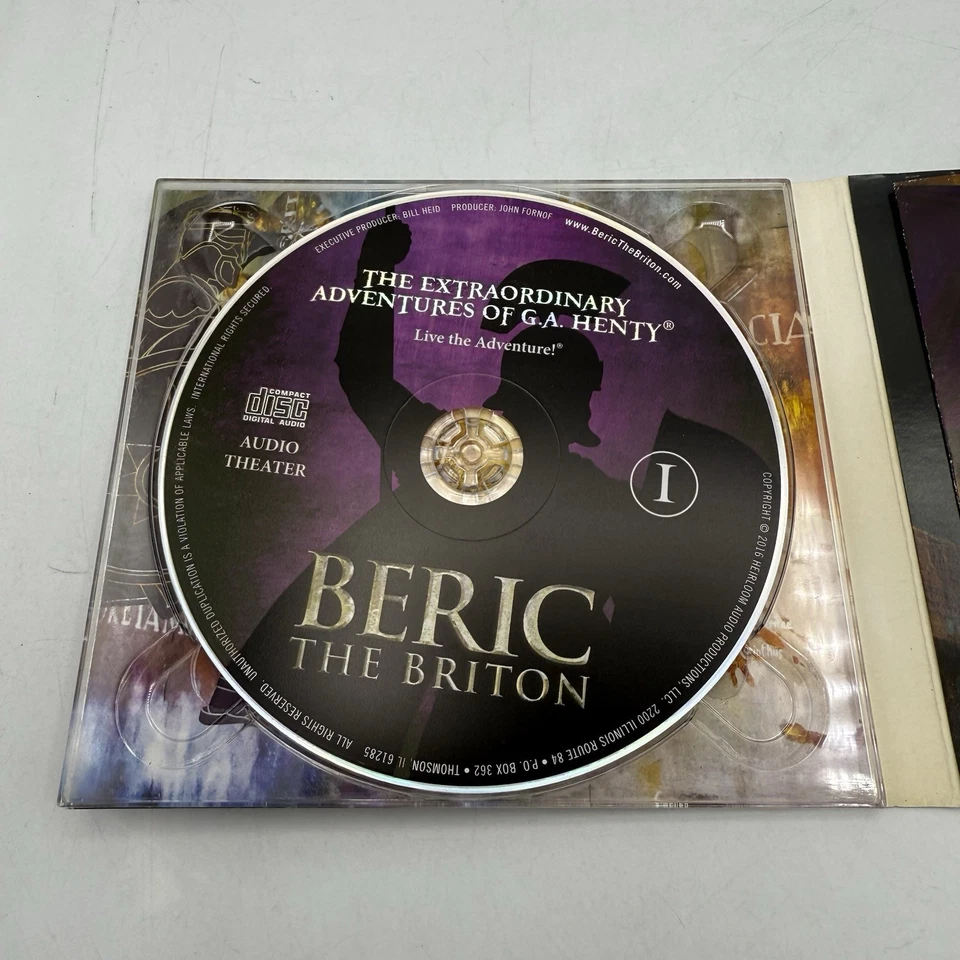 EXECUTIVE PRODUCER: BILL HEID PRODUCER: JOHN FORNOF www.BericTheBriton.com
THE EXTRAORDINARY
ADVENTURES OF G.A. HENTY®
Live the Adventure!®
COMPACT
disc
DIGITAL AUDIO
AUDIO
THEATER
I
BERIC
THE BRITON
COPYRIGHT © 2016 HEIRLOOM AUDIO PRODUCTIONS, LLC. 2200 ILLINOIS ROUTE 84 • P.O. BOX 362 • THOMSON, IL 61285 ALL RIGHTS RESERVED. UNAUTHORIZED DUPLICATION IS A VIOLATION OF APPLICABLE LAWS INTERNATIONAL RIGHTS SECURED.